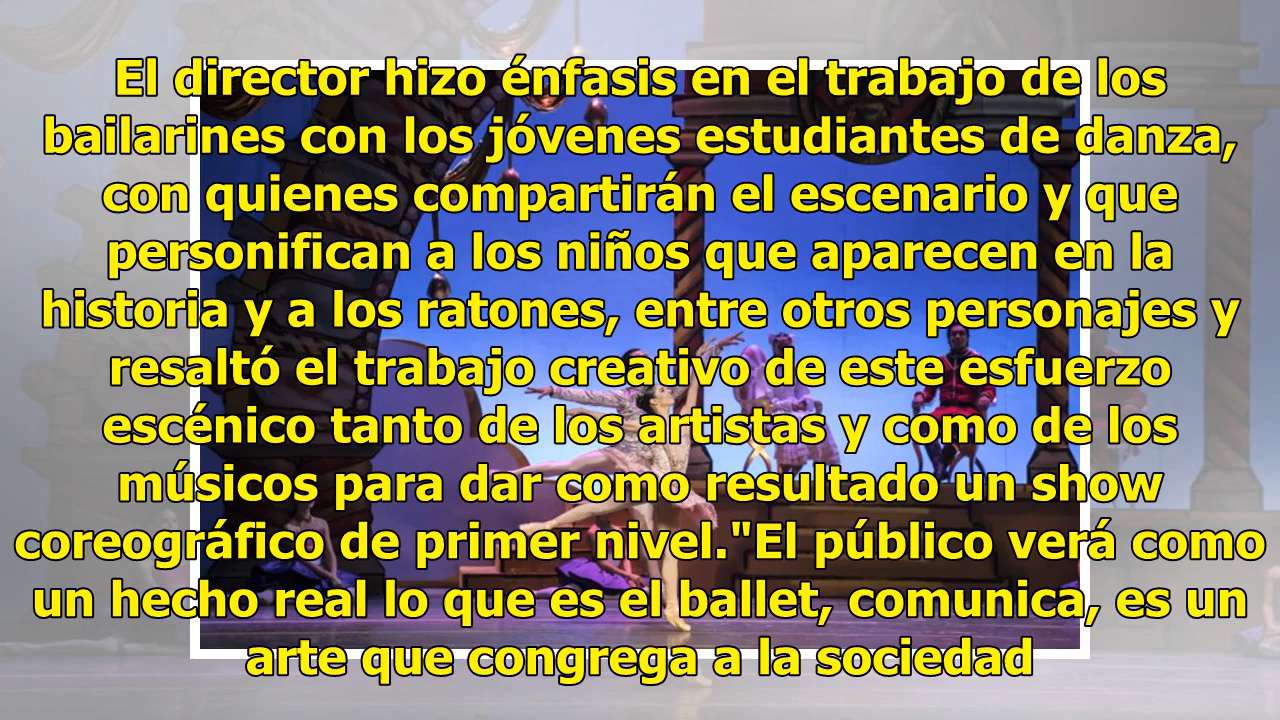 El director hizo énfasis en el trabajo de los
bailarines con los jóvenes estudiantes de danza,
con quienes compartirán el escenario y que
personifican a los niños que aparecen en la
historia y a los ratones, entre otros personajes y
resaltó el trabajo creativo de este esfuerzo
escénico tanto de los artistas y como de los
músicos para dar como resultado un show
coreográfico de primer nivel."El público verá como
un hecho real lo que es el ballet, comunica, es un
arte que congrega a la sociedad